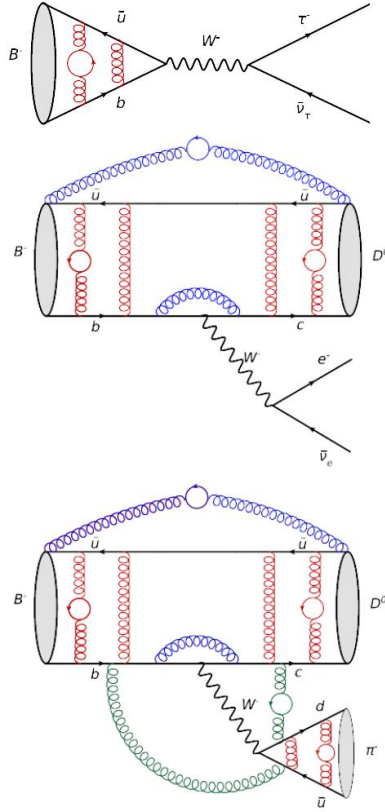 B⁻ ū W⁻ τ⁻
b ν̄τ
ū ū
B⁻ D⁰
b c
W⁻ e⁻
ν̄e
ū ū
B⁻ D⁰
b c
W⁻ d
π⁻
ū